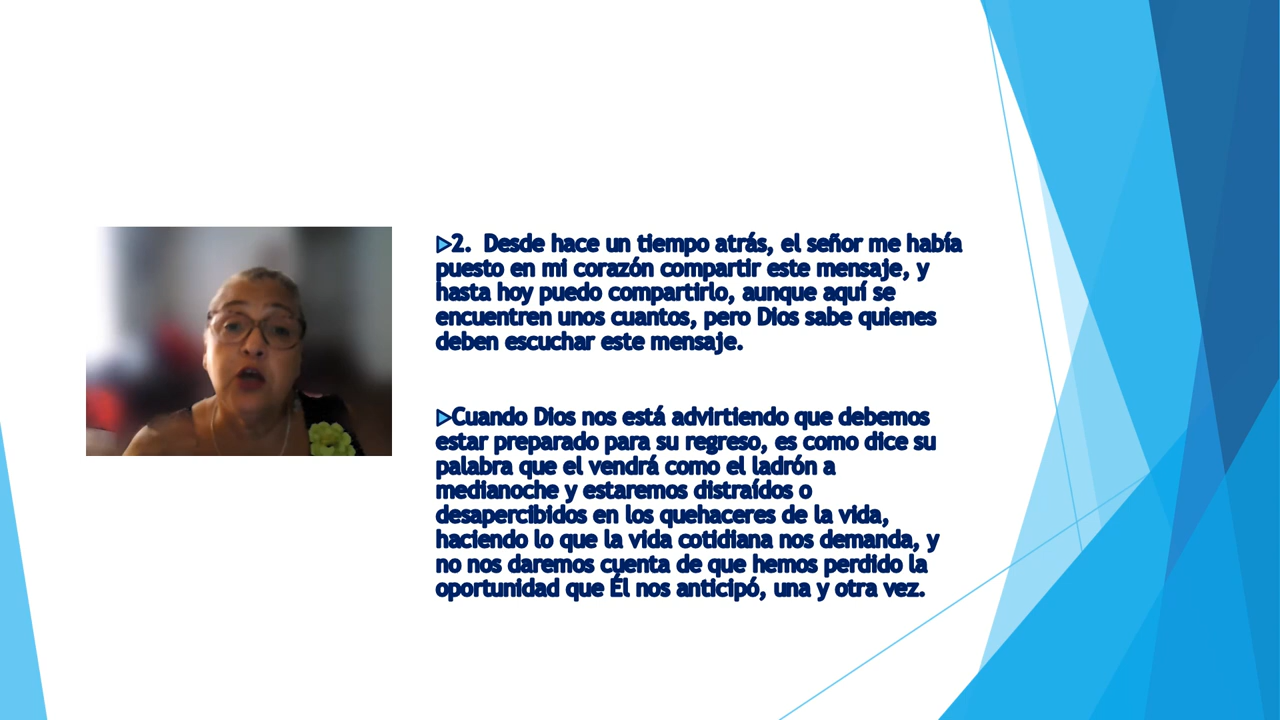 2. Desde hace un tiempo atrás, el señor me había
puesto en mi corazón compartir este mensaje, y
hasta hoy puedo compartirlo, aunque aquí se
encuentren unos cuantos, pero Dios sabe quienes
deben escuchar este mensaje.
Cuando Dios nos está advirtiendo que debemos
estar preparado para su regreso, es como dice su
palabra que el vendrá como el ladrón a
medianoche y estaremos distraídos o
desapercibidos en los quehaceres de la vida,
haciendo lo que la vida cotidiana nos demanda, y
no nos daremos cuenta de que hemos perdido la
oportunidad que Él nos anticipó, una y otra vez.